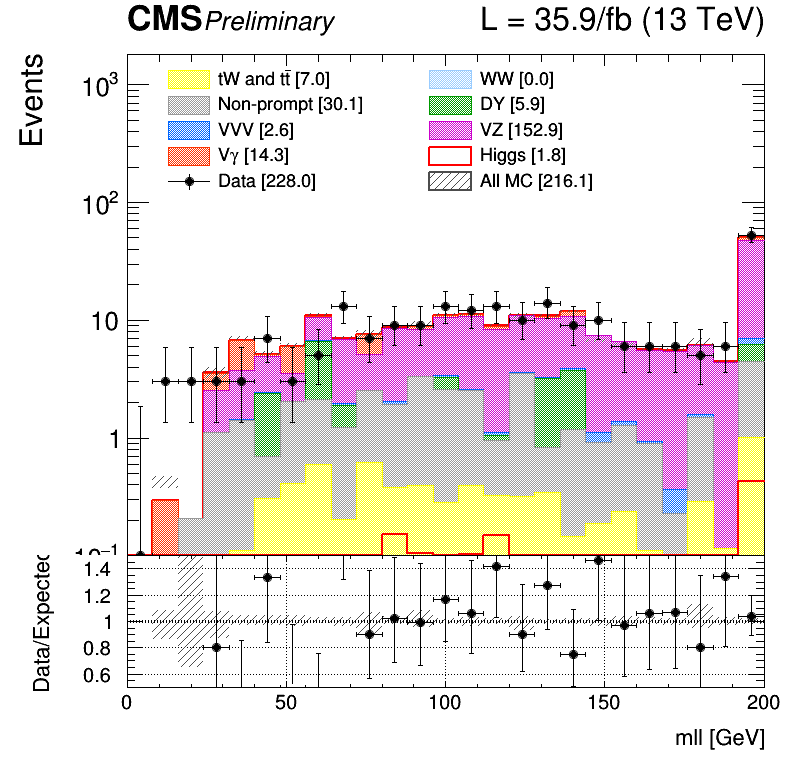 CMS Preliminary L = 35.9/fb (13 TeV)
Events
10³
10²
10
1
10⁻¹
tW and tt̄ [7.0]
WW [0.0]
Non-prompt [30.1]
DY [5.9]
VVV [2.6]
VZ [152.9]
Vγ [14.3]
Higgs [1.8]
Data [228.0]
All MC [216.1]
Data/Expected
1.4
1.2
1
0.8
0.6
0 50 100 150 200
mll [GeV]